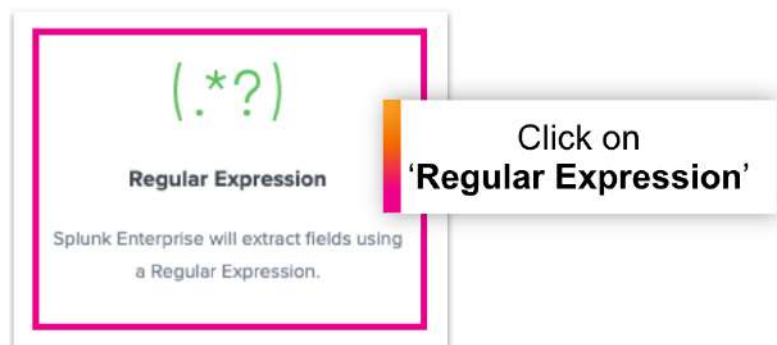 (.*?)
Regular Expression
Splunk Enterprise will extract fields using
a Regular Expression.
Click on
‘Regular Expression’